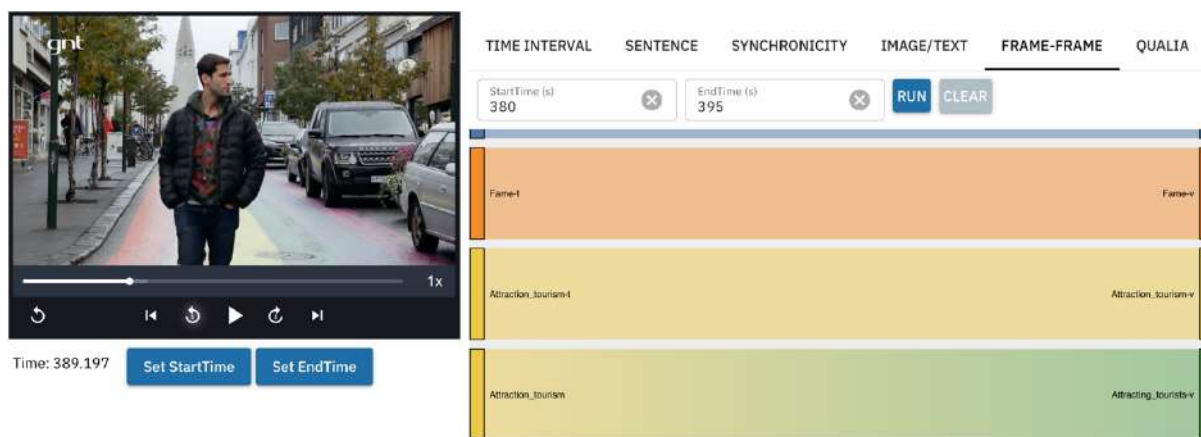 gnt
1x
Time: 389.197
Set StartTime
Set EndTime
TIME INTERVAL
SENTENCE
SYNCHRONICITY
IMAGE/TEXT
FRAME-FRAME
QUALIA
StartTime (s)
380
EndTime (s)
395
RUN
CLEAR
Fame-t
Fame-v
Attraction_tourism-t
Attraction_tourism-v
Attraction_tourism
Attracting_tourists-v